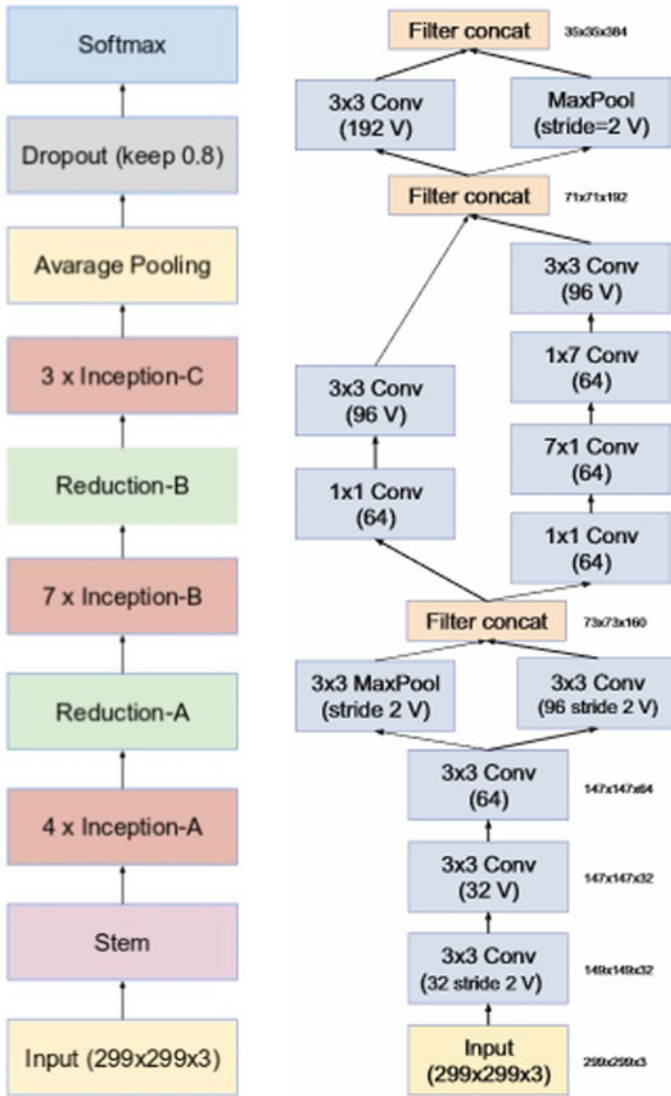 Softmax
Dropout (keep 0.8)
Avarage Pooling
3 x Inception-C
Reduction-B
7 x Inception-B
Reduction-A
4 x Inception-A
Stem
Input (299x299x3)
Filter concat
35x35x384
3x3 Conv
(192 V)
MaxPool
(stride=2 V)
Filter concat
71x71x192
3x3 Conv
(96 V)
1x7 Conv
(64)
3x3 Conv
(96 V)
7x1 Conv
(64)
1x1 Conv
(64)
1x1 Conv
(64)
Filter concat
73x73x160
3x3 MaxPool
(stride 2 V)
3x3 Conv
(96 stride 2 V)
3x3 Conv
(64)
147x147x64
3x3 Conv
(32 V)
147x147x32
3x3 Conv
(32 stride 2 V)
149x149x32
Input
(299x299x3)
299x299x3